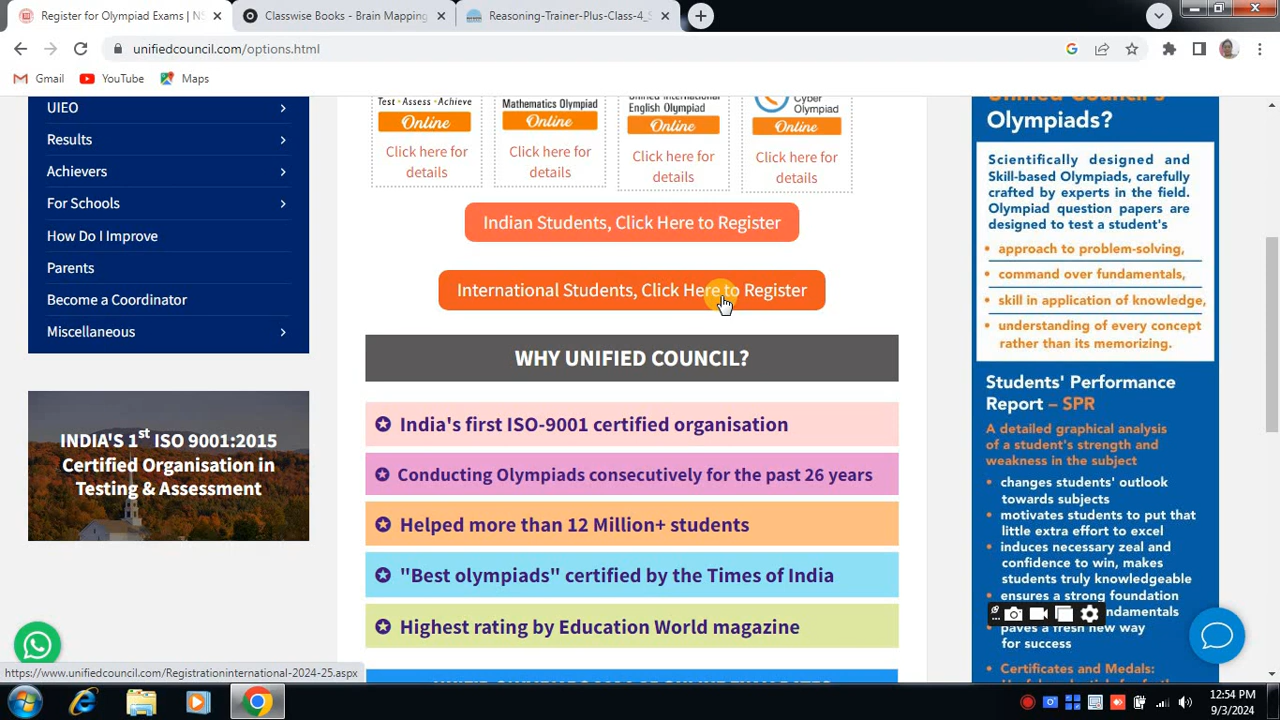 Register for Olympiad Exams | NS
Classwise Books - Brain Mapping
Reasoning-Trainer-Plus-Class-4_S
unifiedcouncil.com/options.html
Gmail
YouTube
Maps
UIEO
Results
Achievers
For Schools
How Do I Improve
Parents
Become a Coordinator
Miscellaneous
INDIA'S 1st ISO 9001:2015
Certified Organisation in
Testing & Assessment
Test • Assess • Achieve
Online
Click here for
details
Mathematics Olympiad
Online
Click here for
details
English Olympiad
Online
Click here for
details
Cyber
Olympiad
Online
Click here for
details
Indian Students, Click Here to Register
International Students, Click Here to Register
WHY UNIFIED COUNCIL?
India's first ISO-9001 certified organisation
Conducting Olympiads consecutively for the past 26 years
Helped more than 12 Million+ students
"Best olympiads" certified by the Times of India
Highest rating by Education World magazine
Unified Council's
Olympiads?
Scientifically designed and
Skill-based Olympiads, carefully
crafted by experts in the field.
Olympiad question papers are
designed to test a student's
• approach to problem-solving,
• command over fundamentals,
• skill in application of knowledge,
• understanding of every concept
rather than its memorizing.
Students' Performance
Report – SPR
A detailed graphical analysis
of a student's strength and
weakness in the subject
• changes students' outlook
towards subjects
• motivates students to put that
little extra effort to excel
• induces necessary zeal and
confidence to win, makes
students truly knowledgeable
• ensures a strong foundation
ndamentals
paves a fresh new way
for success
• Certificates and Medals:
https://www.unifiedcouncil.com/Registrationinternational-2024-25.aspx
12:54 PM
9/3/2024